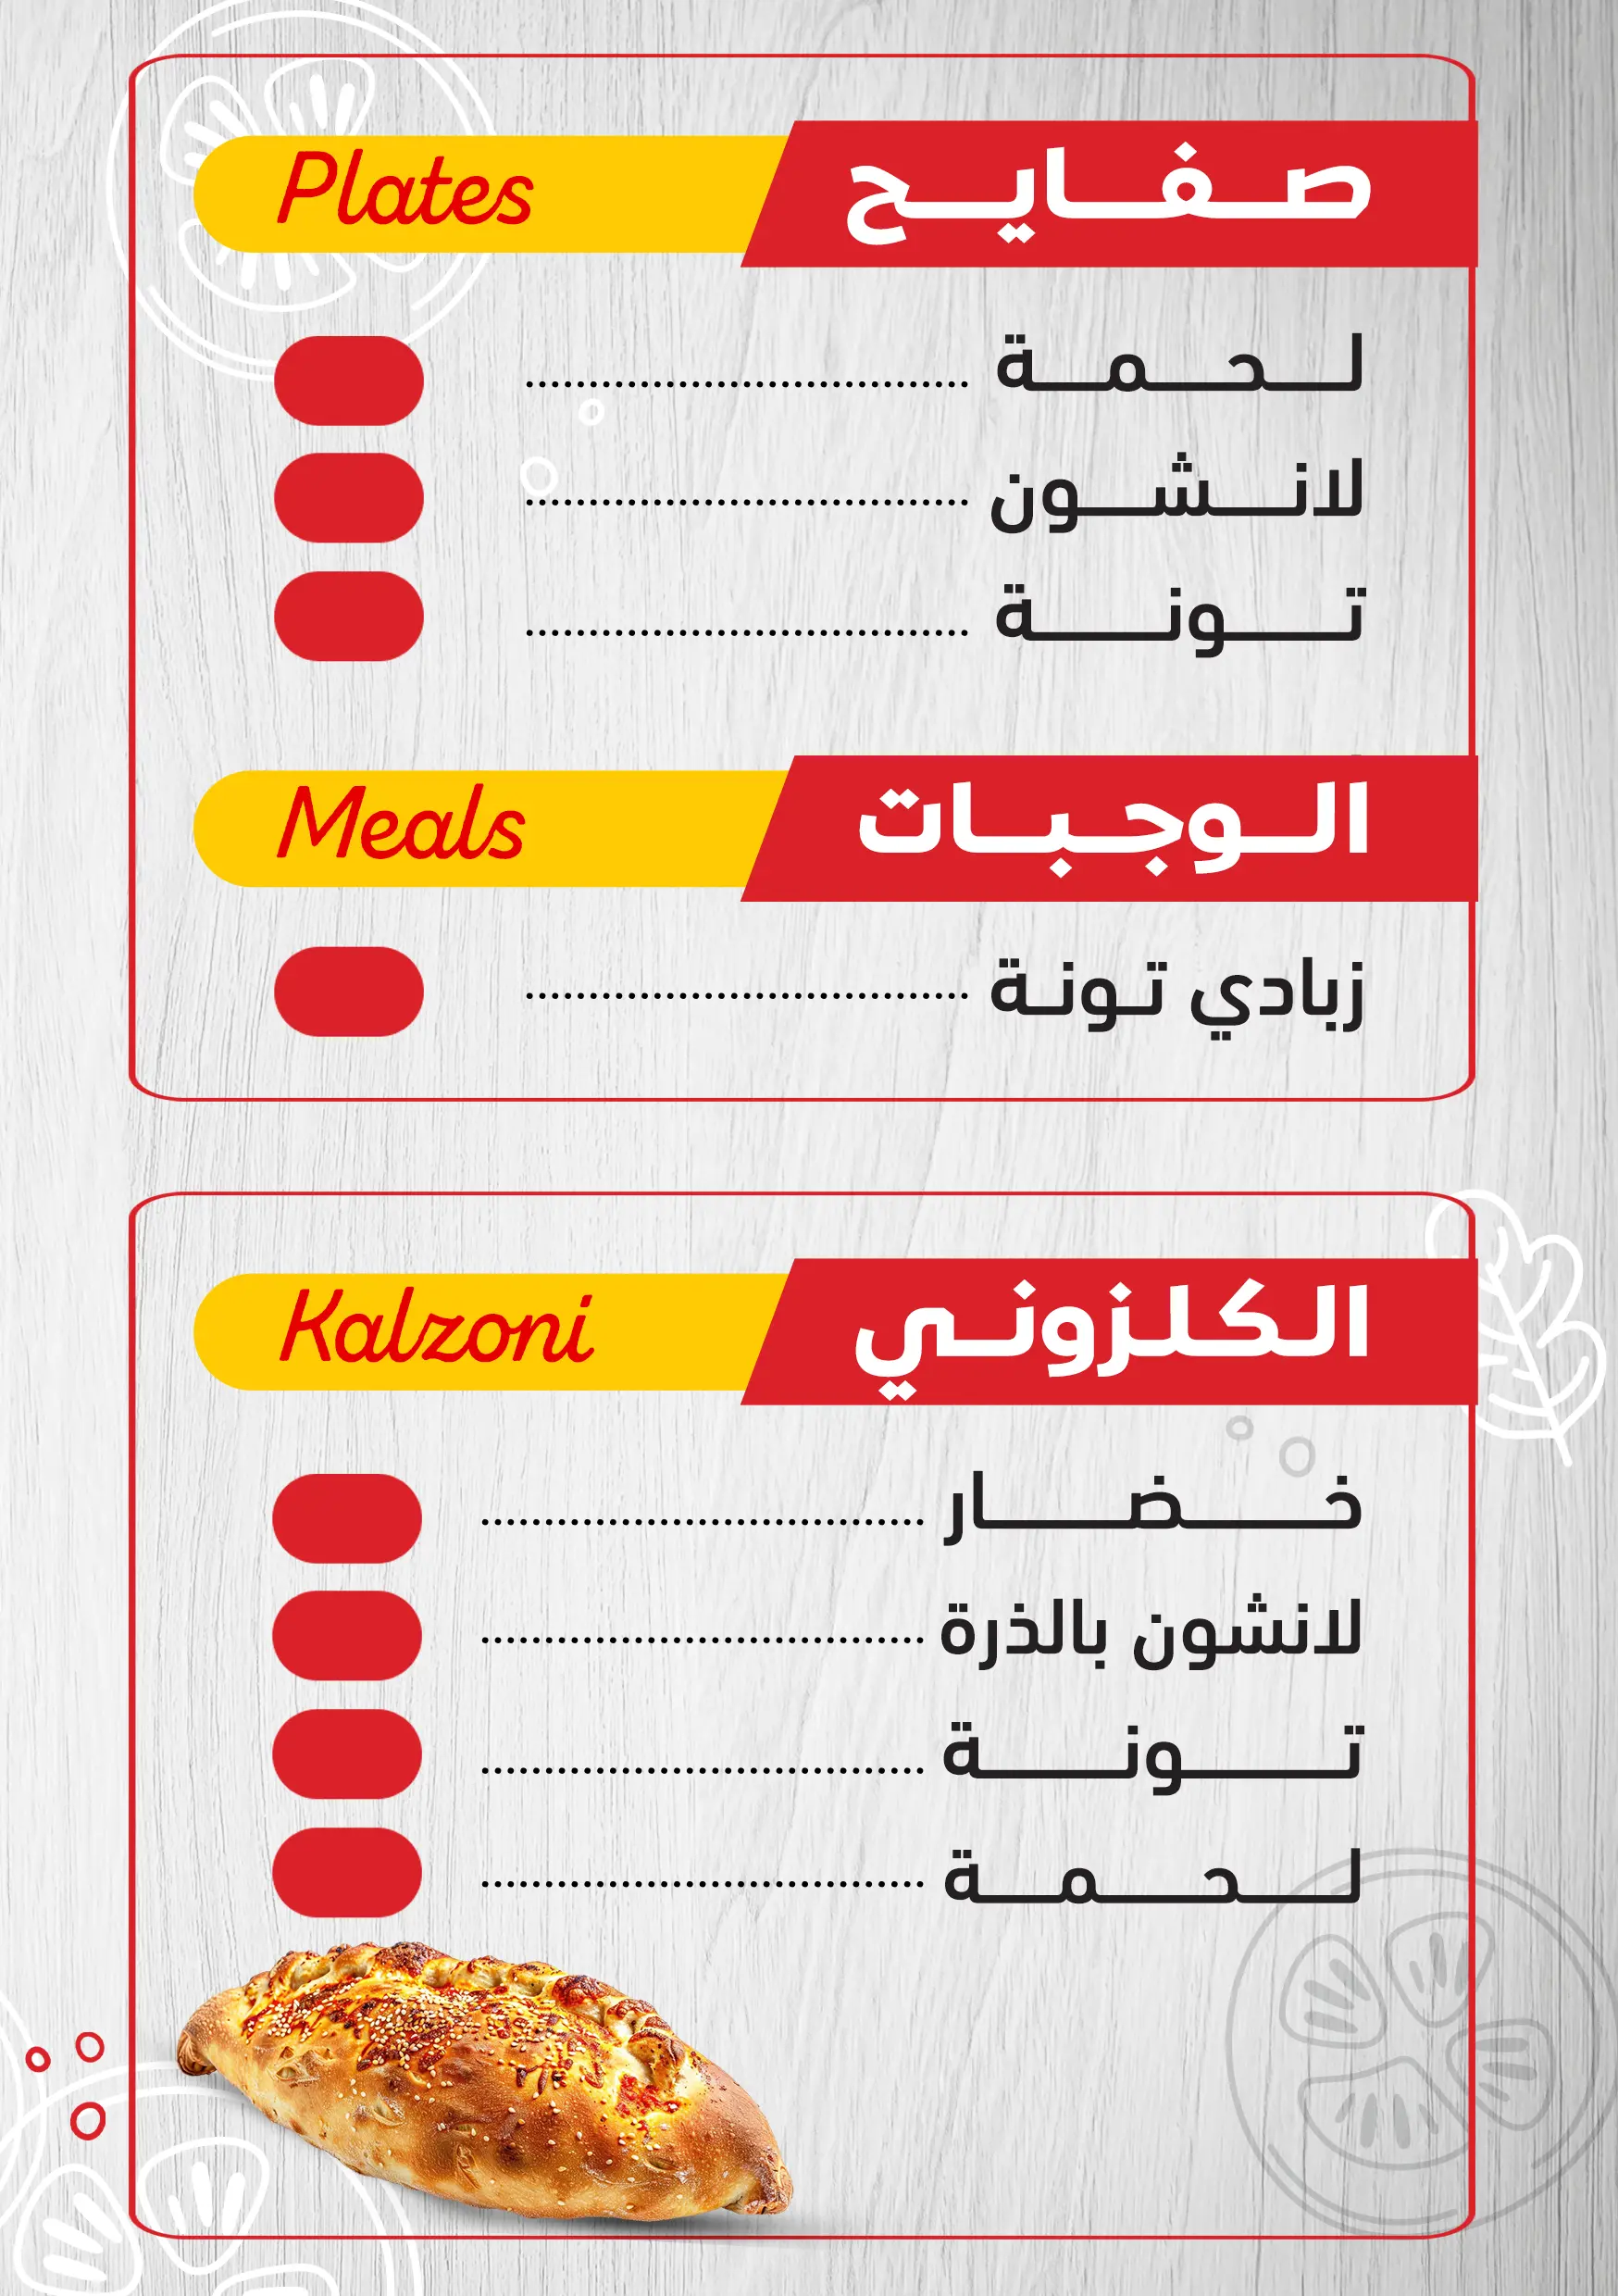 صفايح Plates
لحمة
لانشون
تونة
الوجبات Meals
زبادي تونة
الكلزوني Kalzoni
خضار
لانشون بالذرة
تونة
لحمة